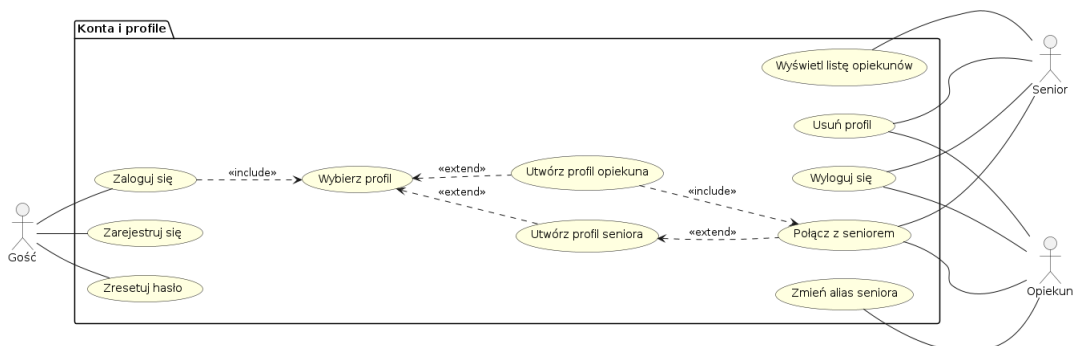 Konta i profile
Wyświetl listę opiekunów
Senior
Usuń profil
Zaloguj się
«include»
Wybierz profil
«extend»
Utwórz profil opiekuna
Wyloguj się
«extend»
«include»
Gość
Zarejestruj się
Utwórz profil seniora
«extend»
Połącz z seniorem
Zresetuj hasło
Zmień alias seniora
Opiekun